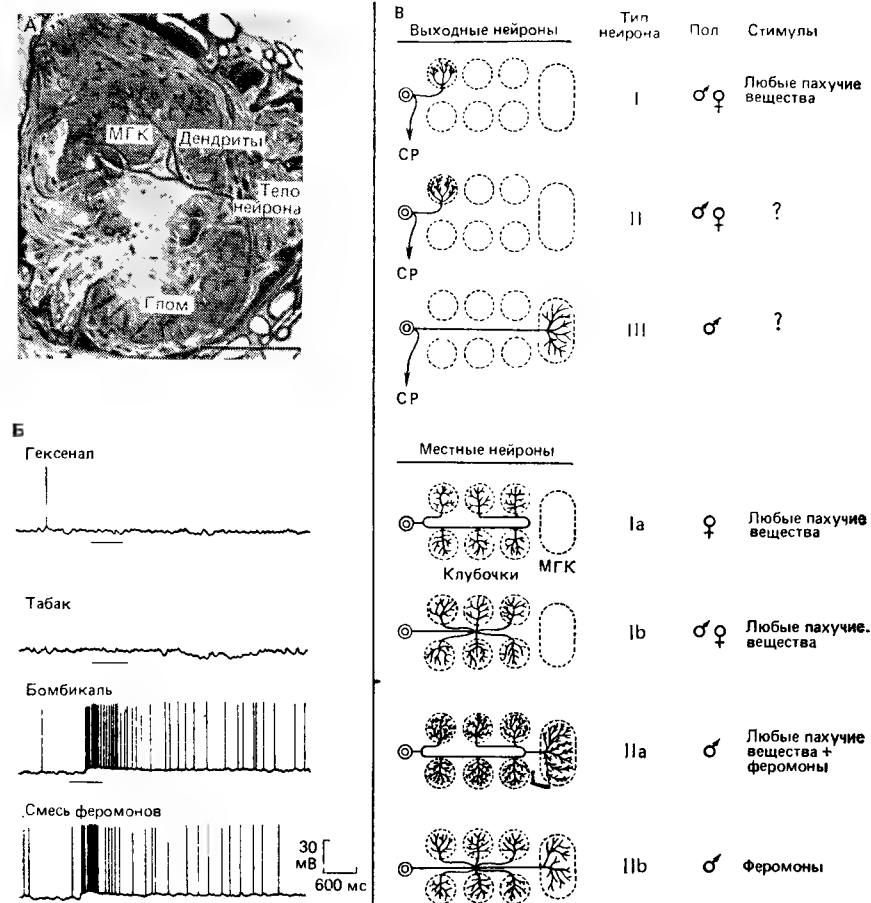 А
МГК
Дендриты
Тело
нейрона
Глом
Б
Гексенал
Табак
Бомбикаль
Смесь феромонов
30
мВ
600 мс
В
Выходные нейроны
Тип
нейрона
Пол
Стимулы
СР
I
♂♀
Любые пахучие
вещества
СР
II
♂♀
?
СР
III
♂
?
Местные нейроны
Ia
♀
Любые пахучие
вещества
Клубочки
МГК
Ib
♂♀
Любые пахучие.
вещества
IIa
♂
Любые пахучие
вещества +
феромоны
IIb
♂
Феромоны